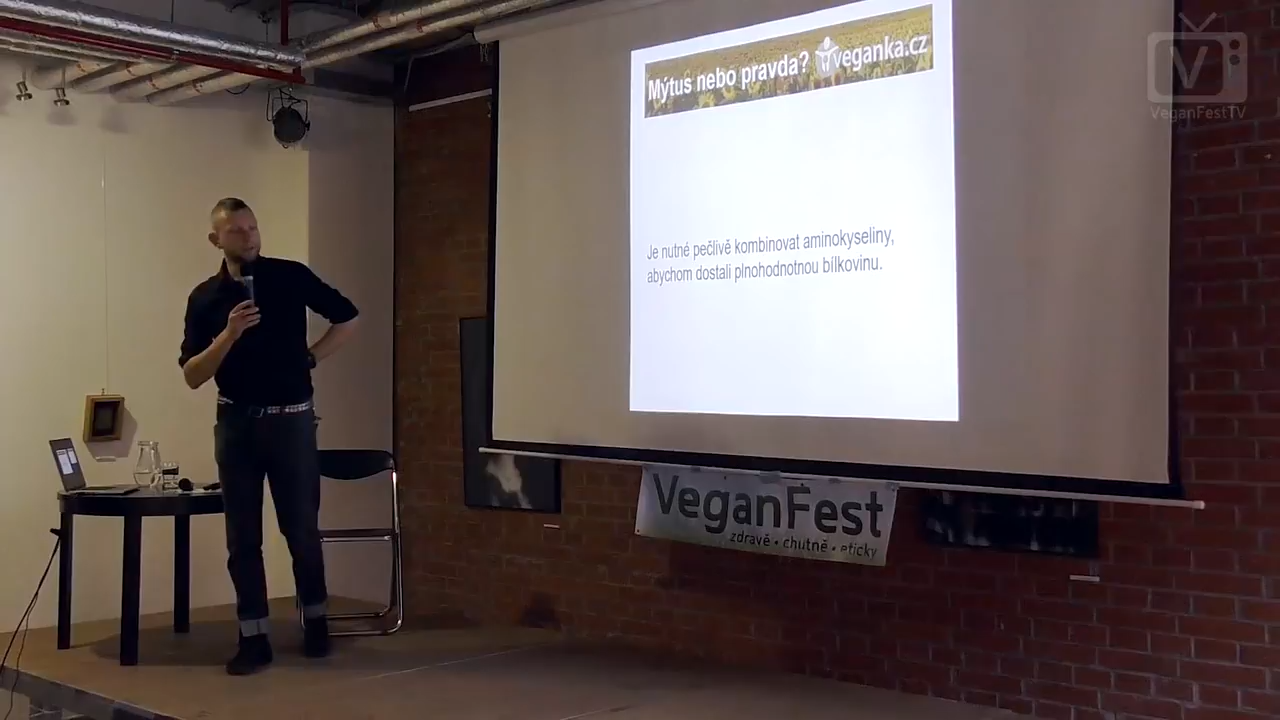 Mýtus nebo pravda? veganka.cz
Je nutné pečlivě kombinovat aminokyseliny,
abychom dostali plnohodnotnou bílkovinu.
VeganFest
zdravě • chutně • eticky
V
VeganFestTV